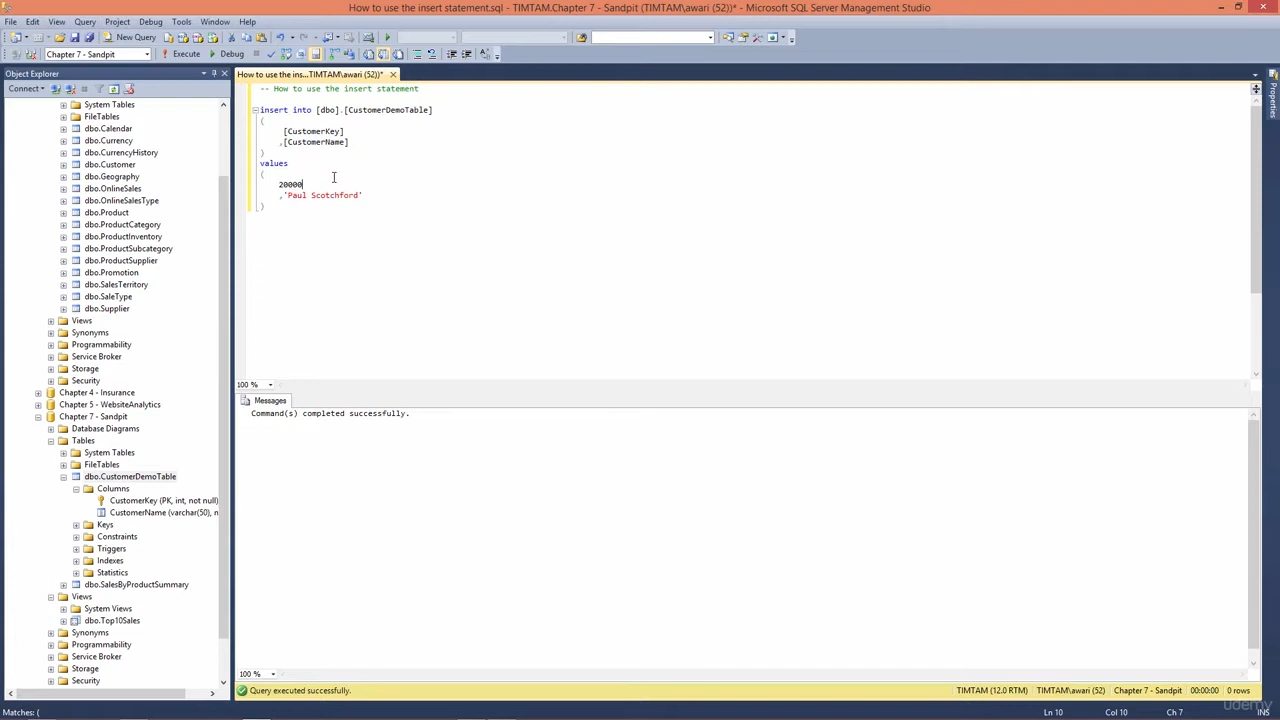 How to use the insert statement.sql - TIMTAM.Chapter 7 - Sandpit (TIMTAM\awari (52))* - Microsoft SQL Server Management Studio
File Edit View Query Project Debug Tools Window Help
New Query
Chapter 7 - Sandpit Execute Debug
Object Explorer
Connect
System Tables
FileTables
dbo.Calendar
dbo.Currency
dbo.CurrencyHistory
dbo.Customer
dbo.Geography
dbo.OnlineSales
dbo.OnlineSalesType
dbo.Product
dbo.ProductCategory
dbo.ProductInventory
dbo.ProductSubcategory
dbo.ProductSupplier
dbo.Promotion
dbo.SalesTerritory
dbo.SaleType
dbo.Supplier
Views
Synonyms
Programmability
Service Broker
Storage
Security
Chapter 4 - Insurance
Chapter 5 - WebsiteAnalytics
Chapter 7 - Sandpit
Database Diagrams
Tables
System Tables
FileTables
dbo.CustomerDemoTable
Columns
CustomerKey (PK, int, not null)
CustomerName (varchar(50), n
Keys
Constraints
Triggers
Indexes
Statistics
dbo.SalesByProductSummary
Views
System Views
dbo.Top10Sales
Synonyms
Programmability
Service Broker
Storage
Security
How to use the ins...TIMTAM\awari (52))*
-- How to use the insert statement
insert into [dbo].[CustomerDemoTable]
(
[CustomerKey]
,[CustomerName]
)
values
(
20000
,'Paul Scotchford'
)
100 %
Messages
Command(s) completed successfully.
100 %
Query executed successfully. TIMTAM (12.0 RTM) TIMTAM\awari (52) Chapter 7 - Sandpit 00:00:00 0 rows
Properties
Matches: ( Ln 10 Col 10 Ch 7 INS
udemy